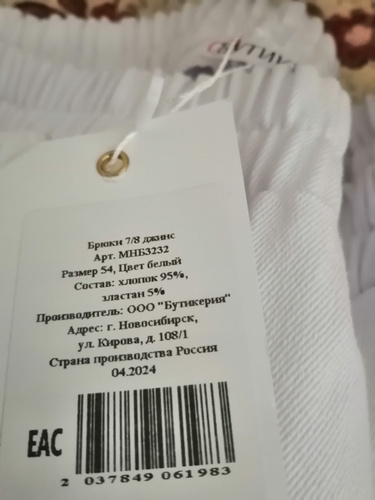 Брюки 7/8 джинс
Арт. МНБ3232
Размер 54, Цвет белый
Состав: хлопок 95%,
эластан 5%
Производитель: ООО "Бутикерия"
Адрес: г. Новосибирск,
ул. Кирова, д. 108/1
Страна производства Россия
04.2024
EAC
2 037849 061983